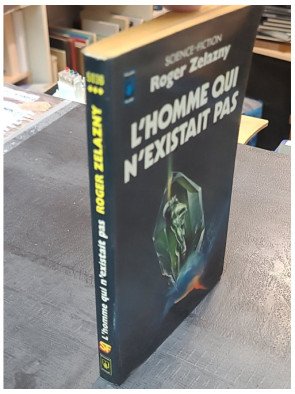 SCIENCE-FICTION
Roger Zelazny
L'HOMME QUI
N'EXISTAIT PAS
ROGER ZELAZNY
L'homme qui n'existait pas